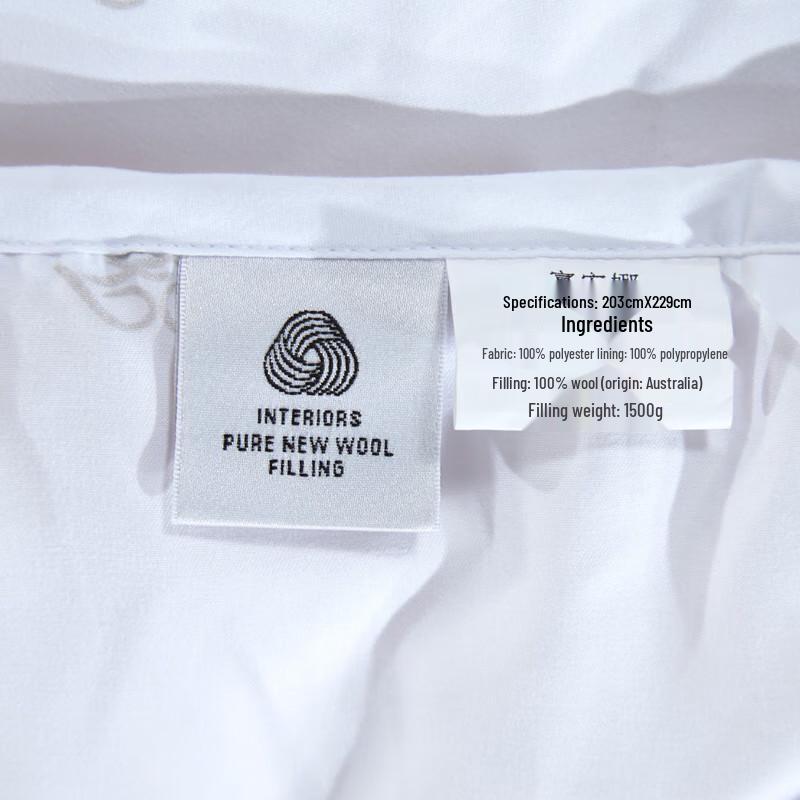 INTERIORS
PURE NEW WOOL
FILLING
Specifications: 203cmX229cm
Ingredients
Fabric: 100% polyester lining: 100% polypropylene
Filling: 100% wool (origin: Australia)
Filling weight: 1500g